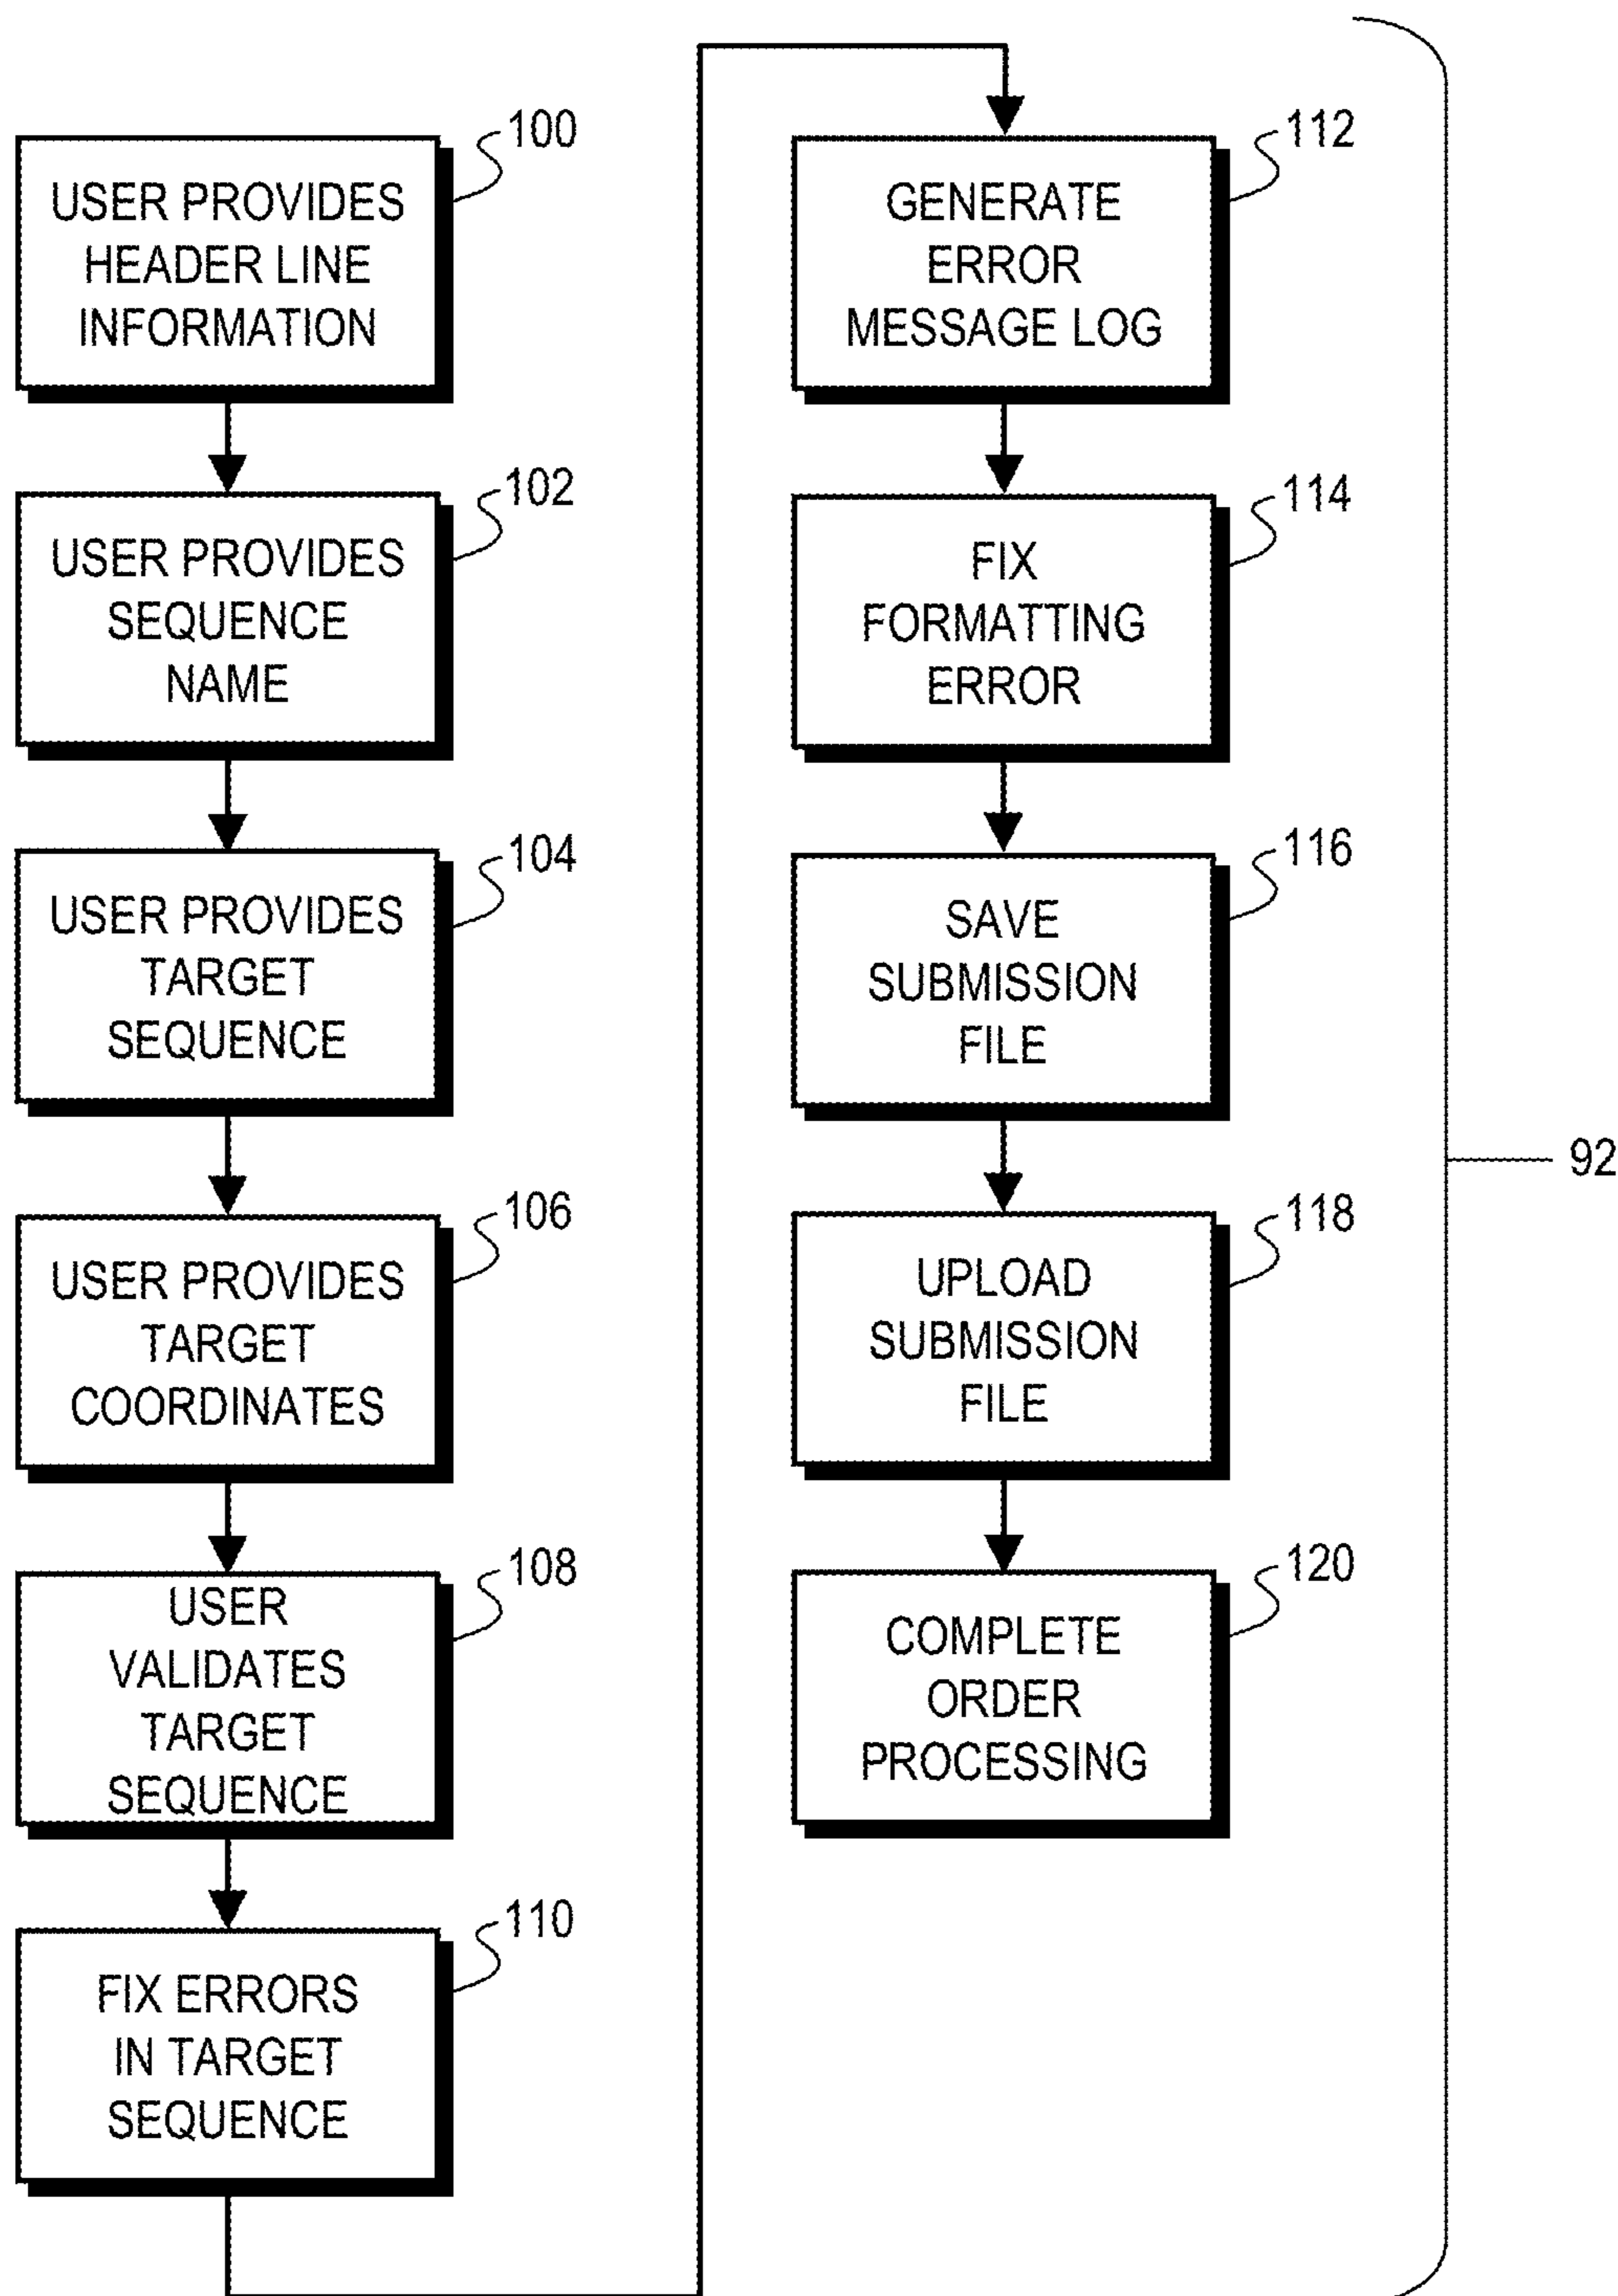 100
USER PROVIDES
HEADER LINE
INFORMATION
102
USER PROVIDES
SEQUENCE
NAME
104
USER PROVIDES
TARGET
SEQUENCE
106
USER PROVIDES
TARGET
COORDINATES
108
USER
VALIDATES
TARGET
SEQUENCE
110
FIX ERRORS
IN TARGET
SEQUENCE
112
GENERATE
ERROR
MESSAGE LOG
114
FIX
FORMATTING
ERROR
116
SAVE
SUBMISSION
FILE
118
UPLOAD
SUBMISSION
FILE
120
COMPLETE
ORDER
PROCESSING
92